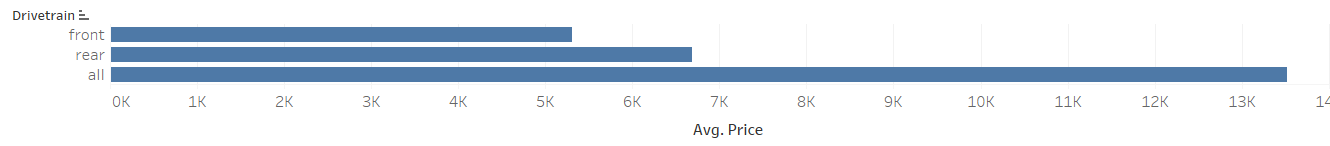 Drivetrain
front
rear
all
0K 1K 2K 3K 4K 5K 6K 7K 8K 9K 10K 11K 12K 13K 14
Avg. Price